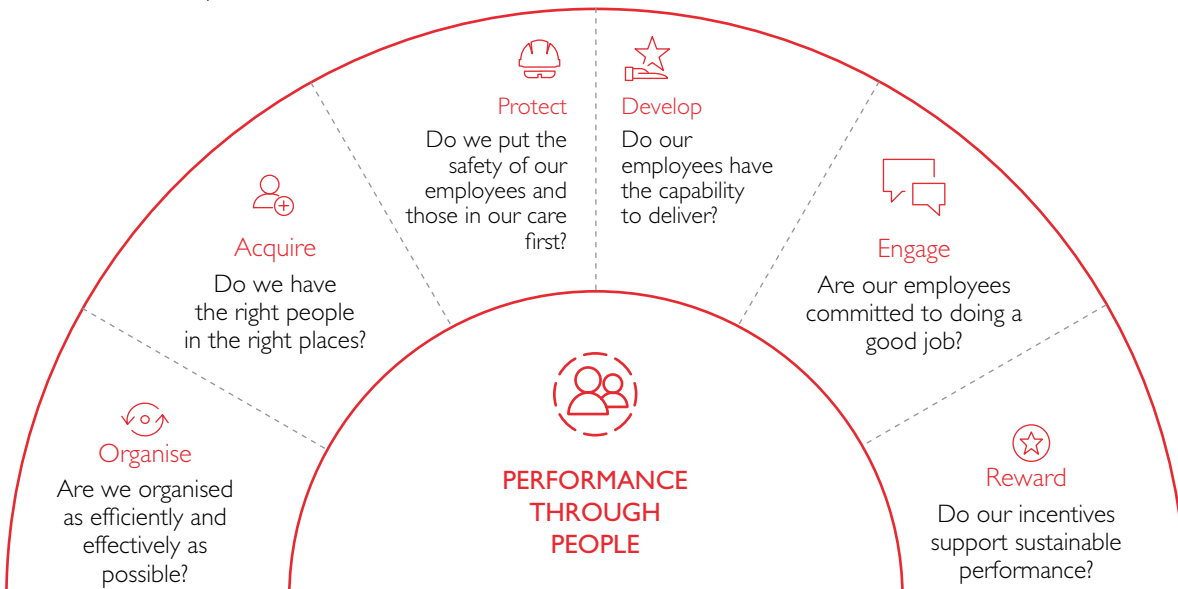 Organise
Are we organised
as efficiently and
effectively as
possible?
Acquire
Do we have
the right people
in the right places?
Protect
Do we put the
safety of our
employees and
those in our care
first?
Develop
Do our
employees have
the capability
to deliver?
Engage
Are our employees
committed to doing a
good job?
Reward
Do our incentives
support sustainable
performance?
PERFORMANCE
THROUGH
PEOPLE